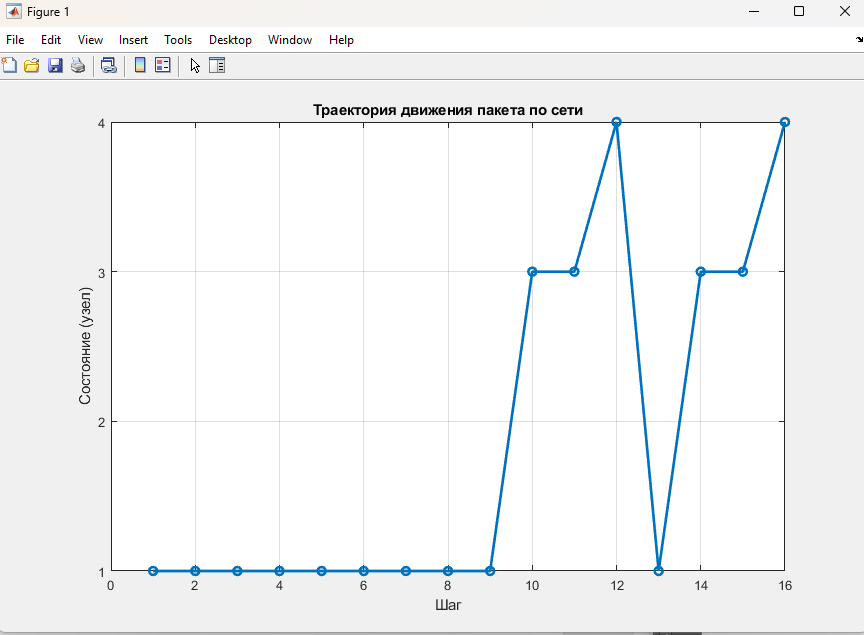 Figure 1
File Edit View Insert Tools Desktop Window Help
Траектория движения пакета по сети
4
3
2
1
Состояние (узел)
0 2 4 6 8 10 12 14 16
Шаг